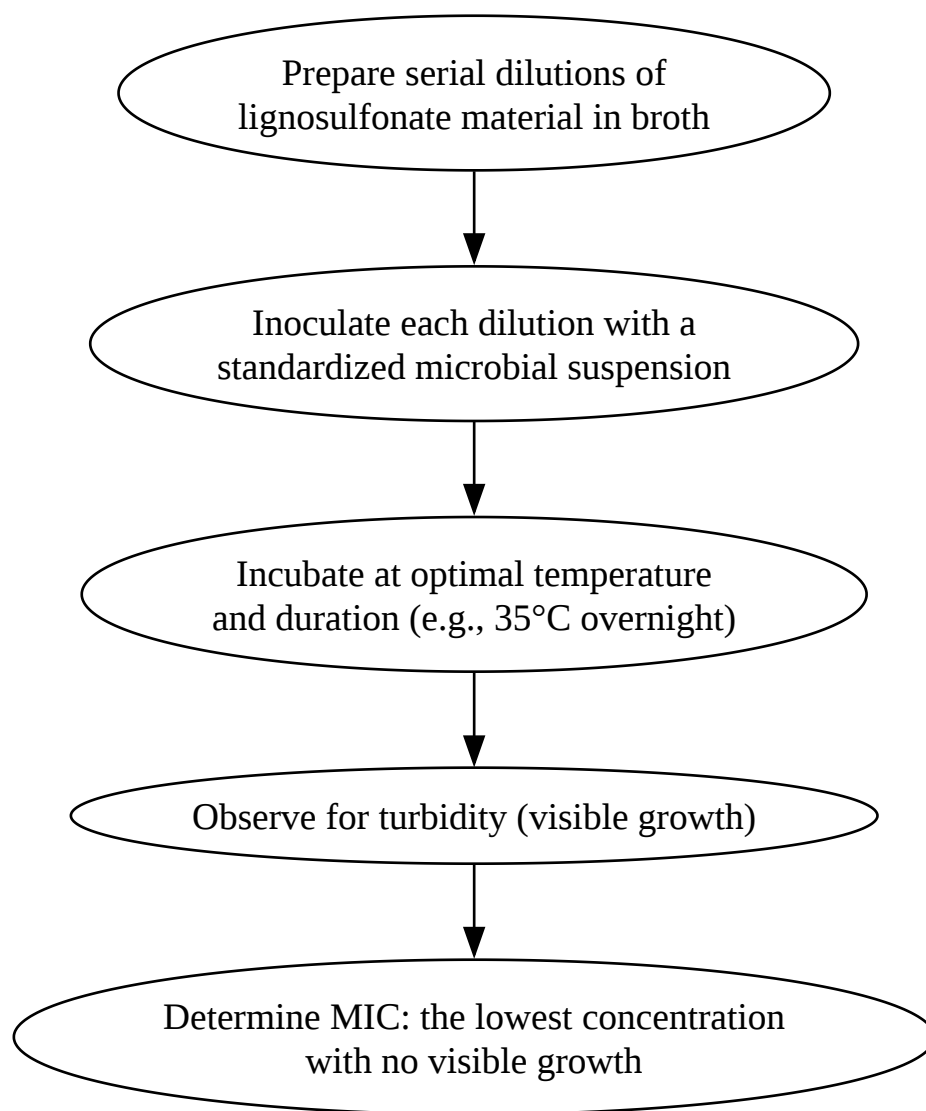 Prepare serial dilutions of
lignosulfonate material in broth
Inoculate each dilution with a
standardized microbial suspension
Incubate at optimal temperature
and duration (e.g., 35°C overnight)
Observe for turbidity (visible growth)
Determine MIC: the lowest concentration
with no visible growth